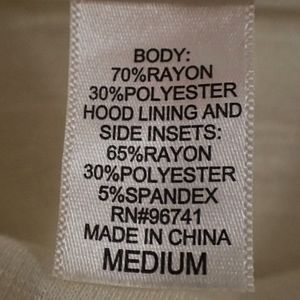 BODY:
70%RAYON
30%POLYESTER
HOOD LINING AND
SIDE INSETS:
65%RAYON
30%POLYESTER
5%SPANDEX
RN#96741
MADE IN CHINA
MEDIUM